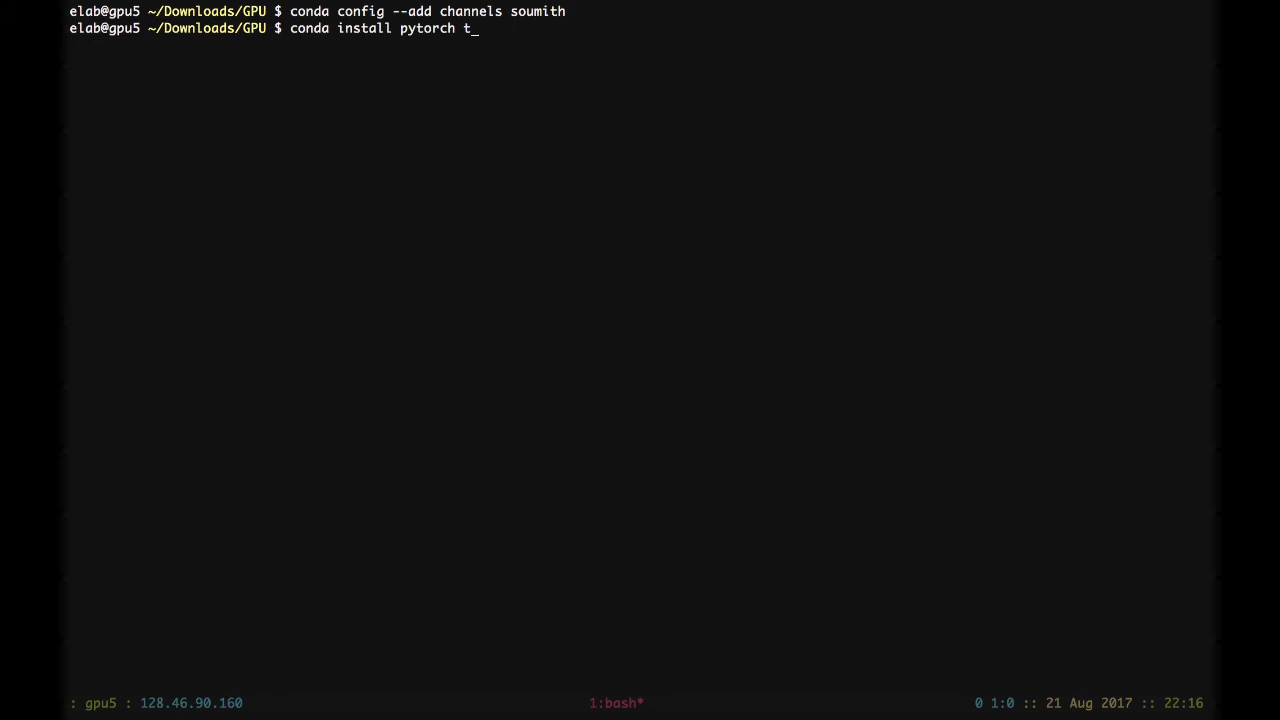 elab@gpu5 ~/Downloads/GPU $ conda config --add channels soumith
elab@gpu5 ~/Downloads/GPU $ conda install pytorch t_
: gpu5 : 128.46.90.160 1:bash* 0 1:0 :: 21 Aug 2017 :: 22:16